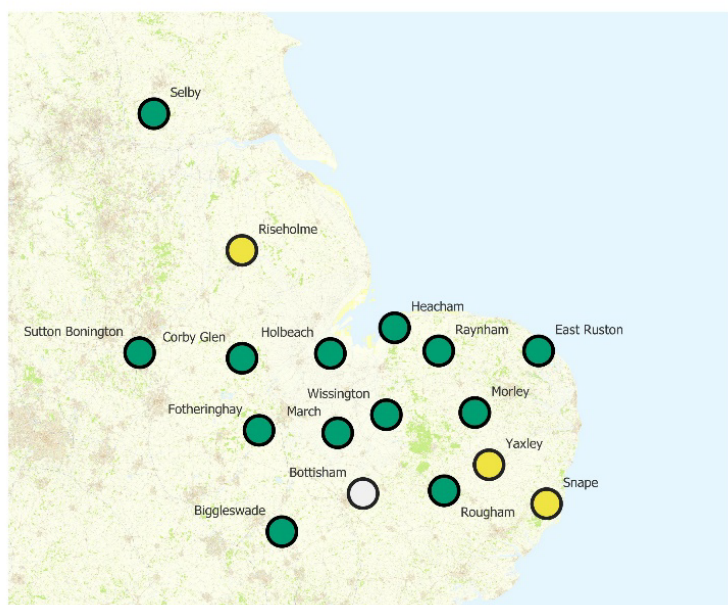 Selby
Riseholme
Heacham
Sutton Bonington
Corby Glen
Holbeach
Raynham
East Ruston
Wissington
Morley
Fotheringhay
March
Yaxley
Bottisham
Snape
Biggleswade
Rougham